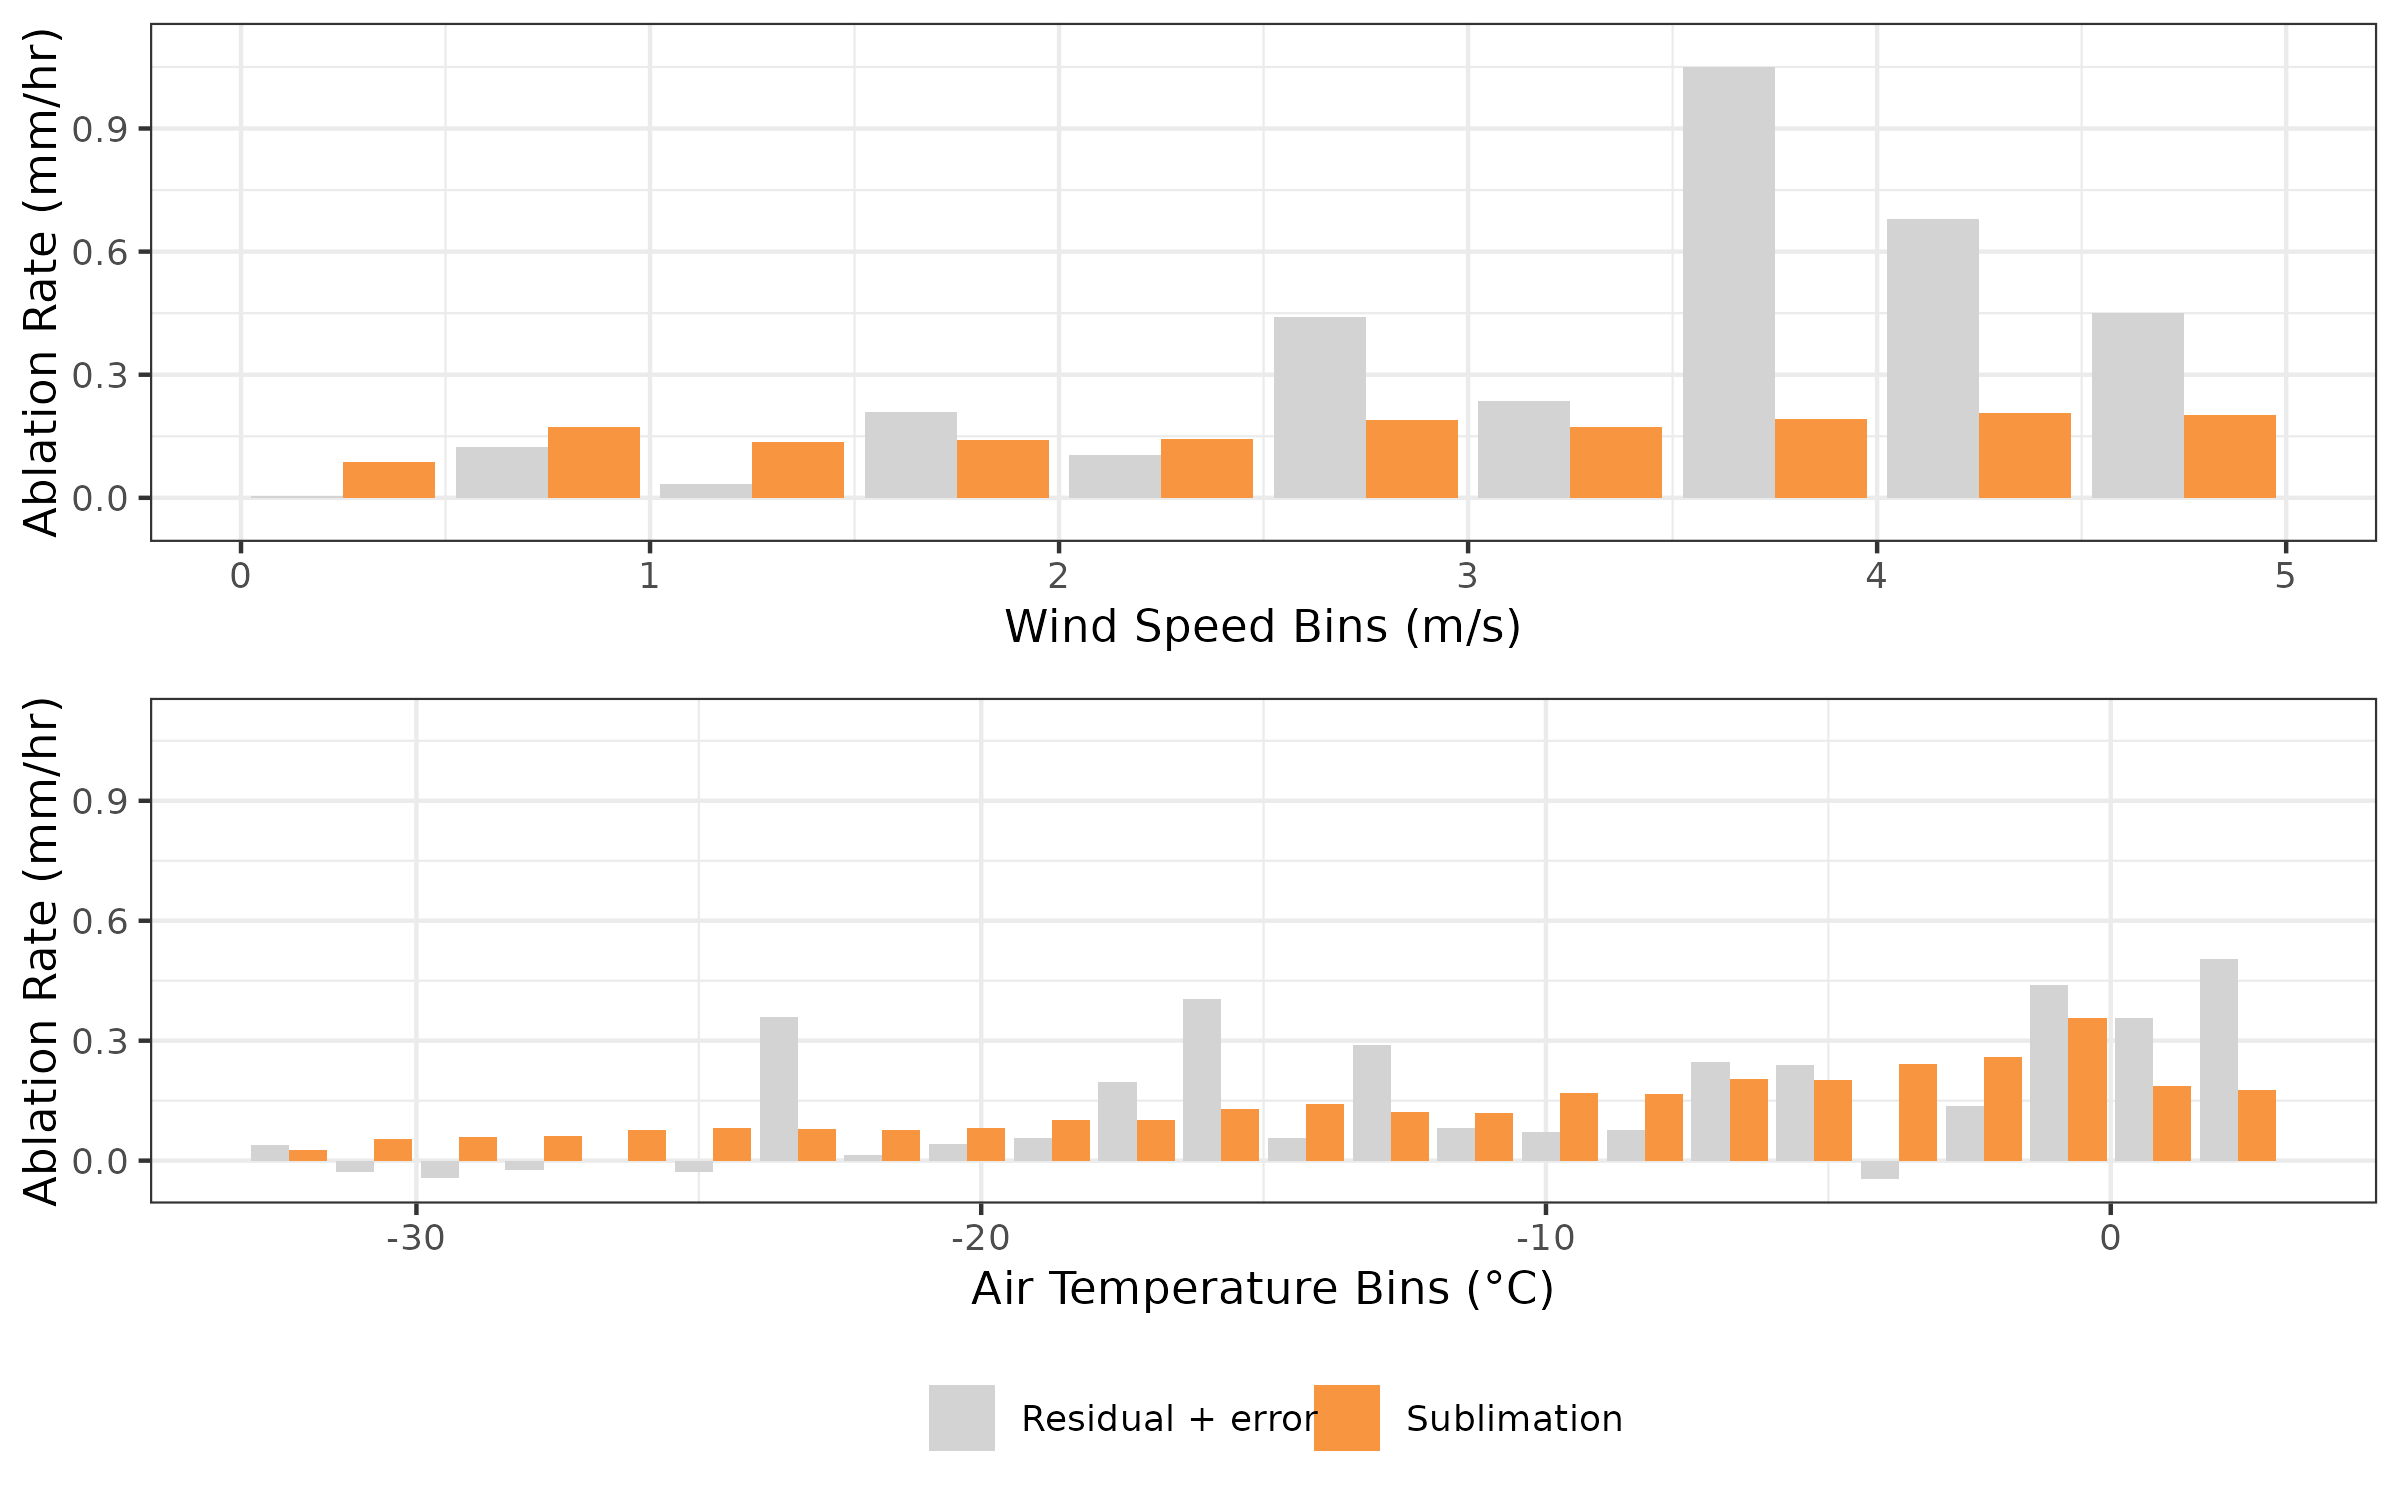 Ablation Rate (mm/hr)
0.9
0.6
0.3
0.0
0 1 2 3 4 5
Wind Speed Bins (m/s)
Ablation Rate (mm/hr)
0.9
0.6
0.3
0.0
-30 -20 -10 0
Air Temperature Bins (°C)
Residual + error Sublimation